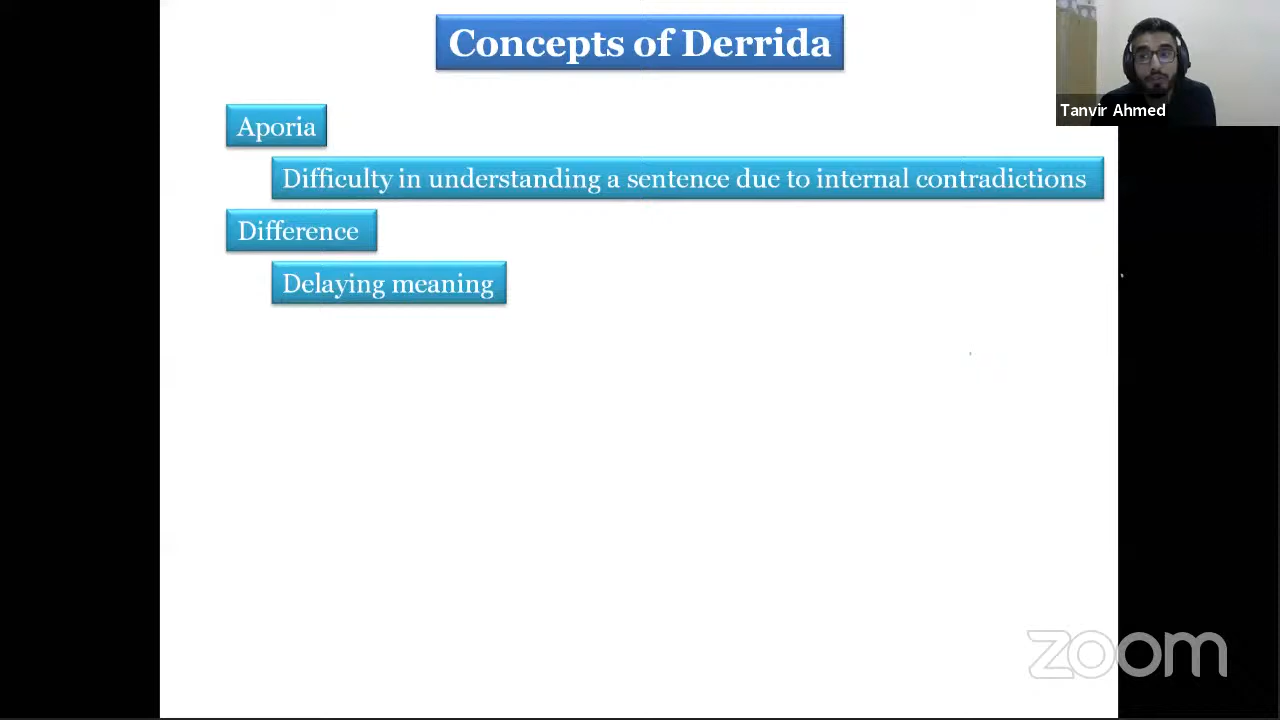 Concepts of Derrida
Tanvir Ahmed
Aporia
Difficulty in understanding a sentence due to internal contradictions
Difference
Delaying meaning
zoom